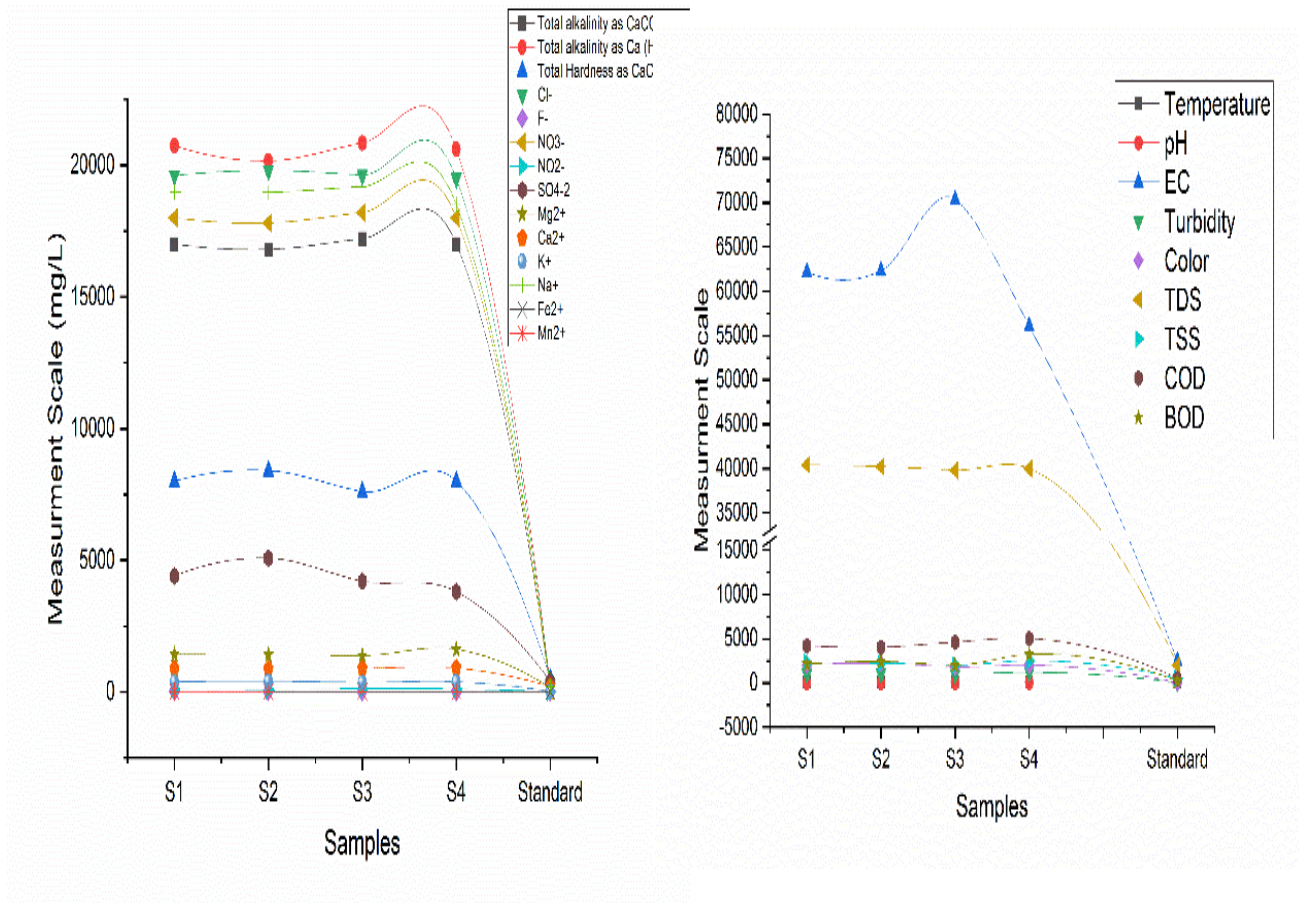 Total alkalinity as CaCC
Total alkalinity as Ca (H
Total Hardness as CaC
Cl-
F-
NO3-
NO2-
SO4-2
Mg2+
Ca2+
K+
Na+
Fe2+
Mn2+
Measurment Scale (mg/L)
20000
15000
10000
5000
0
S1
S2
S3
S4
Standard
Samples
Temperature
pH
EC
Turbidity
Color
TDS
TSS
COD
BOD
Measurment Scale
80000
75000
70000
65000
60000
55000
50000
45000
40000
35000
15000
10000
5000
0
-5000
S1
S2
S3
S4
Standard
Samples